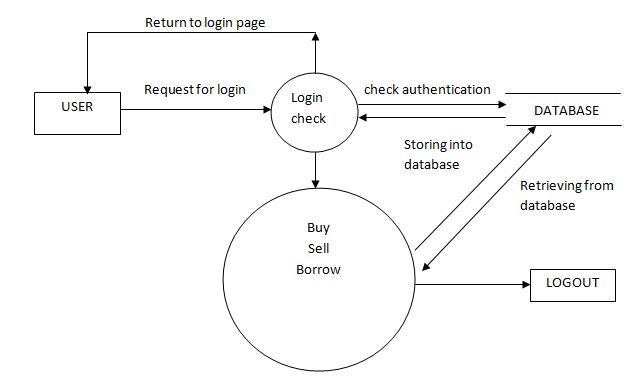 Return to login page
USER
Request for login
Login
check
check authentication
DATABASE
Storing into
database
Retrieving from
database
Buy
Sell
Borrow
LOGOUT